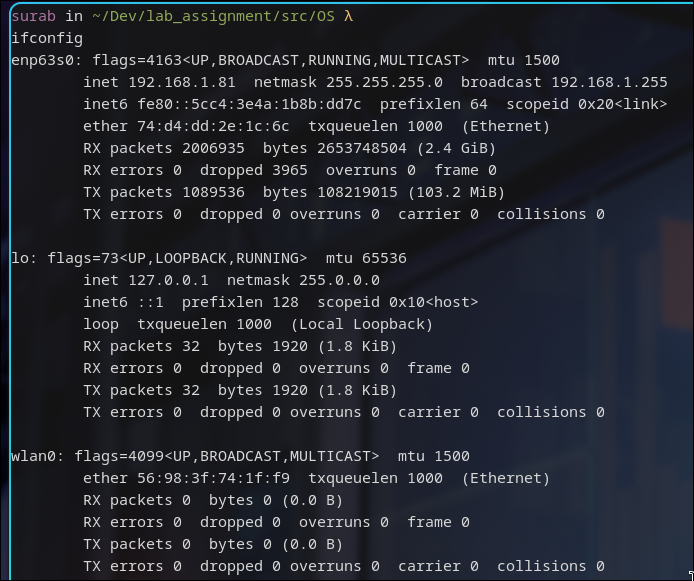 surab in ~/Dev/lab_assignment/src/OS λ
ifconfig
enp63s0: flags=4163<UP,BROADCAST,RUNNING,MULTICAST>  mtu 1500
        inet 192.168.1.81  netmask 255.255.255.0  broadcast 192.168.1.255
        inet6 fe80::5cc4:3e4a:1b8b:dd7c  prefixlen 64  scopeid 0x20<link>
        ether 74:d4:dd:2e:1c:6c  txqueuelen 1000  (Ethernet)
        RX packets 2006935  bytes 2653748504 (2.4 GiB)
        RX errors 0  dropped 3965  overruns 0  frame 0
        TX packets 1089536  bytes 108219015 (103.2 MiB)
        TX errors 0  dropped 0 overruns 0  carrier 0  collisions 0

lo: flags=73<UP,LOOPBACK,RUNNING>  mtu 65536
        inet 127.0.0.1  netmask 255.0.0.0
        inet6 ::1  prefixlen 128  scopeid 0x10<host>
        loop  txqueuelen 1000  (Local Loopback)
        RX packets 32  bytes 1920 (1.8 KiB)
        RX errors 0  dropped 0  overruns 0  frame 0
        TX packets 32  bytes 1920 (1.8 KiB)
        TX errors 0  dropped 0 overruns 0  carrier 0  collisions 0

wlan0: flags=4099<UP,BROADCAST,MULTICAST>  mtu 1500
        ether 56:98:3f:74:1f:f9  txqueuelen 1000  (Ethernet)
        RX packets 0  bytes 0 (0.0 B)
        RX errors 0  dropped 0  overruns 0  frame 0
        TX packets 0  bytes 0 (0.0 B)
        TX errors 0  dropped 0 overruns 0  carrier 0  collisions 0